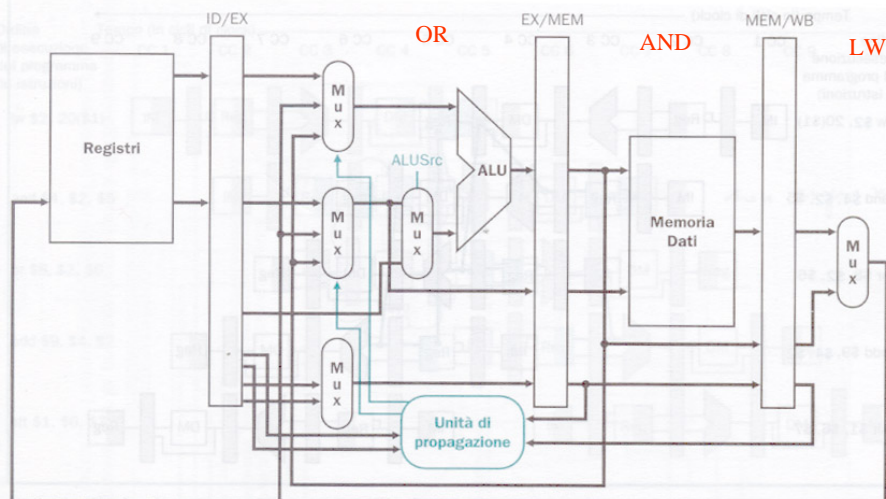 ID/EX
EX/MEM
MEM/WB
OR
AND
LW
Registri
Mux
ALUSrc
ALU
Mux
Mux
Memoria
Dati
Mux
Mux
Unità di
propagazione